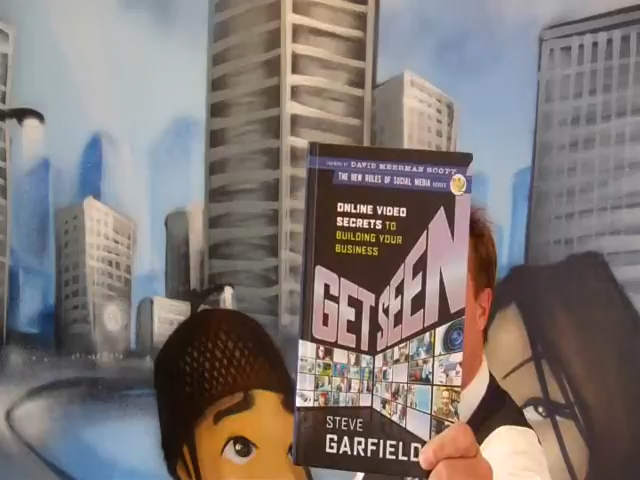 FOREWORD BY DAVID MEERMAN SCOTT
THE NEW RULES OF SOCIAL MEDIA SERIES
ONLINE VIDEO
SECRETS TO
BUILDING YOUR
BUSINESS
GET SEEN
STEVE
GARFIELD